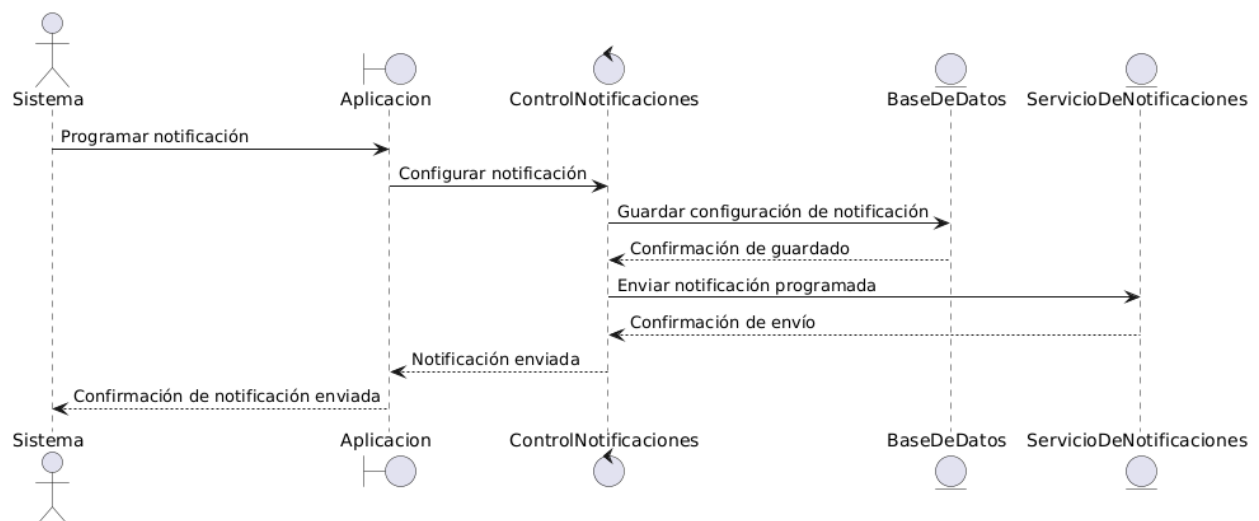 Sistema
Aplicacion
ControlNotificaciones
BaseDeDatos
ServicioDeNotificaciones
Programar notificación
Configurar notificación
Guardar configuración de notificación
Confirmación de guardado
Enviar notificación programada
Confirmación de envío
Notificación enviada
Confirmación de notificación enviada
Sistema
Aplicacion
ControlNotificaciones
BaseDeDatos
ServicioDeNotificaciones